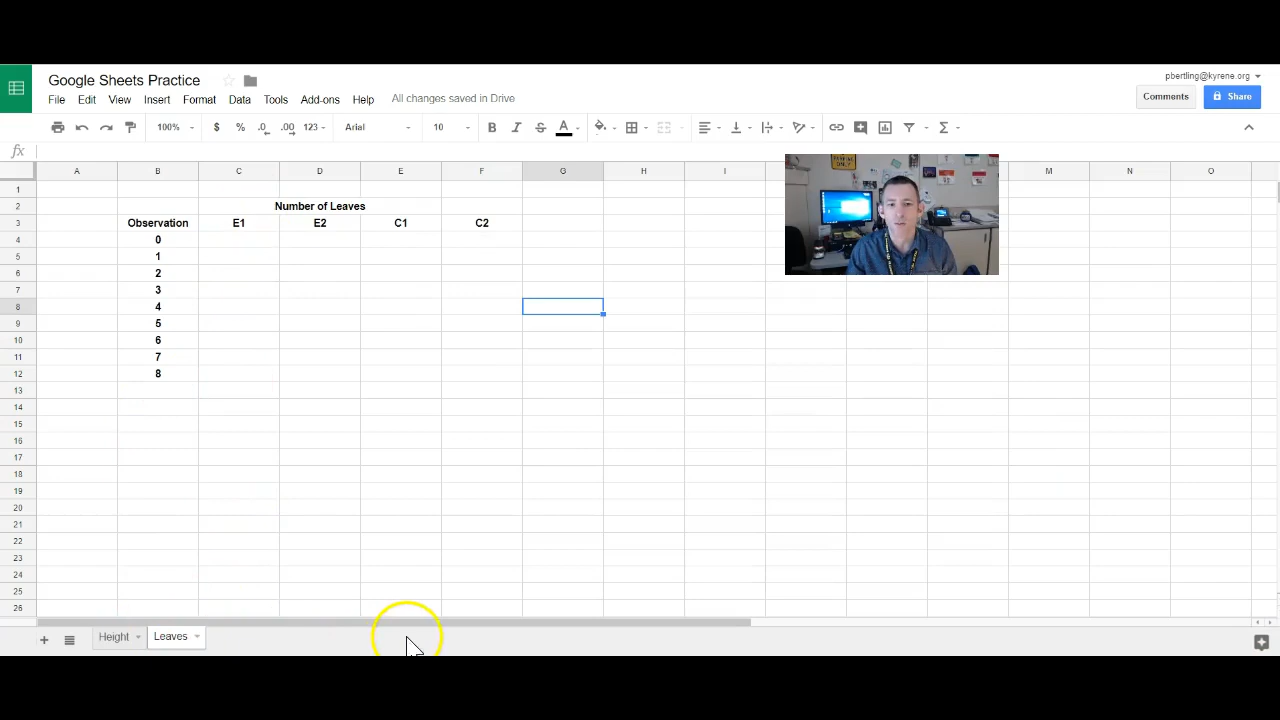 Google Sheets Practice
pbertling@kyrene.org
File Edit View Insert Format Data Tools Add-ons Help All changes saved in Drive
Comments Share
100% $ % .0 .00 123 Arial 10 B I S A Σ
fx
A B C D E F G H I M N O
1
2 Number of Leaves
3 Observation E1 E2 C1 C2
4 0
5 1
6 2
7 3
8 4
9 5
10 6
11 7
12 8
13
14
15
16
17
18
19
20
21
22
23
24
25
26
+ Height Leaves